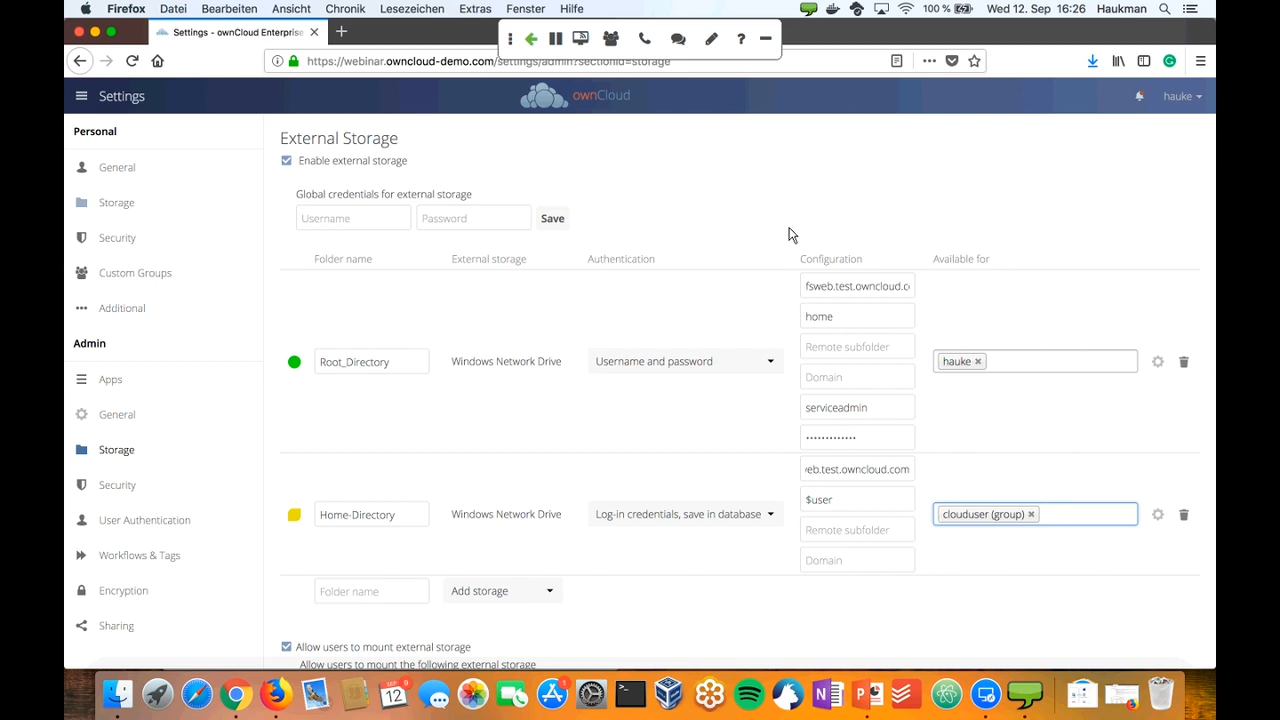 Firefox Datei Bearbeiten Ansicht Chronik Lesezeichen Extras Fenster Hilfe 100 % Wed 12. Sep 16:26 Haukman
Settings - ownCloud Enterprise
https://webinar.owncloud-demo.com/settings/admin?sectionid=storage
Settings ownCloud hauke
Personal
General
Storage
Security
Custom Groups
Additional
Admin
Apps
General
Storage
Security
User Authentication
Workflows & Tags
Encryption
Sharing
External Storage
Enable external storage
Global credentials for external storage
Username Password Save
Folder name External storage Authentication Configuration Available for
fsweb.test.owncloud.c
home
Remote subfolder
Root_Directory Windows Network Drive Username and password hauke ×
Domain
serviceadmin
•••••••••••••
web.test.owncloud.com
$user
Home-Directory Windows Network Drive Log-in credentials, save in database clouduser (group) ×
Remote subfolder
Domain
Folder name Add storage
Allow users to mount external storage
Allow users to mount the following external storage
SEP 9
12
1